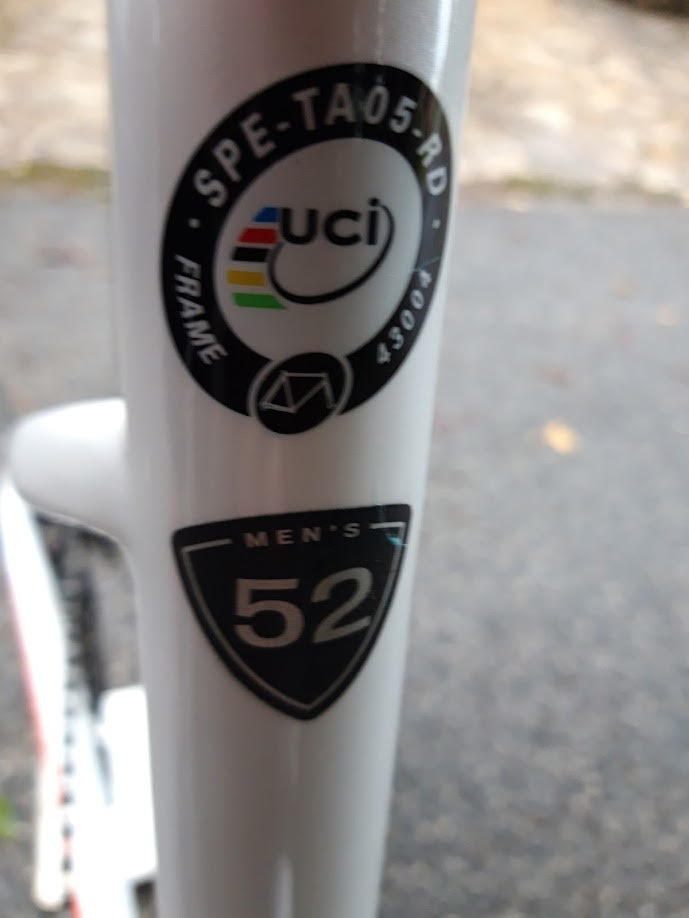 SPE-TA05-RD
uci
FRAME
43004
MEN'S
52